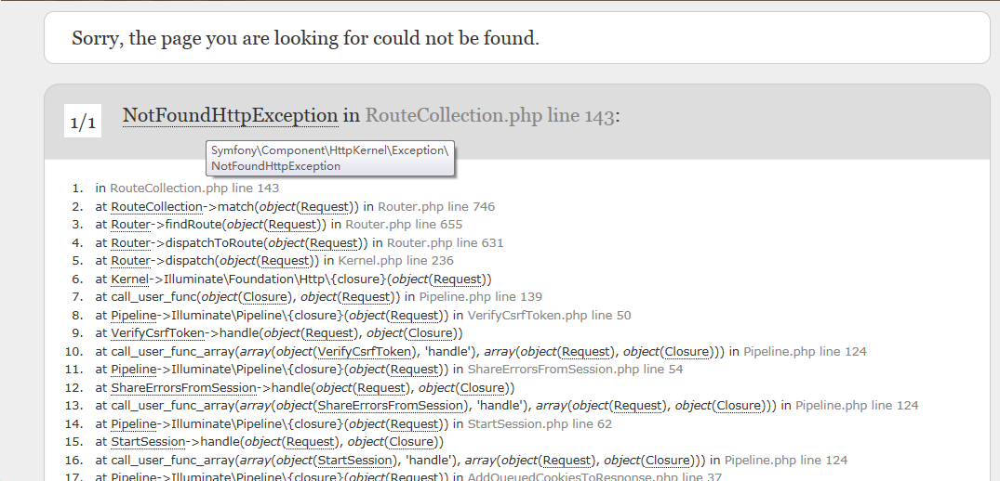 Sorry, the page you are looking for could not be found.
1/1
NotFoundHttpException in RouteCollection.php line 143:
Symfony\Component\HttpKernel\Exception\
NotFoundHttpException
1. in RouteCollection.php line 143
2. at RouteCollection->match(object(Request)) in Router.php line 746
3. at Router->findRoute(object(Request)) in Router.php line 655
4. at Router->dispatchToRoute(object(Request)) in Router.php line 631
5. at Router->dispatch(object(Request)) in Kernel.php line 236
6. at Kernel->Illuminate\Foundation\Http\{closure}(object(Request))
7. at call_user_func(object(Closure), object(Request)) in Pipeline.php line 139
8. at Pipeline->Illuminate\Pipeline\{closure}(object(Request)) in VerifyCsrfToken.php line 50
9. at VerifyCsrfToken->handle(object(Request), object(Closure))
10. at call_user_func_array(array(object(VerifyCsrfToken), 'handle'), array(object(Request), object(Closure))) in Pipeline.php line 124
11. at Pipeline->Illuminate\Pipeline\{closure}(object(Request)) in ShareErrorsFromSession.php line 54
12. at ShareErrorsFromSession->handle(object(Request), object(Closure))
13. at call_user_func_array(array(object(ShareErrorsFromSession), 'handle'), array(object(Request), object(Closure))) in Pipeline.php line 124
14. at Pipeline->Illuminate\Pipeline\{closure}(object(Request)) in StartSession.php line 62
15. at StartSession->handle(object(Request), object(Closure))
16. at call_user_func_array(array(object(StartSession), 'handle'), array(object(Request), object(Closure))) in Pipeline.php line 124
17. at Pipeline->Illuminate\Pipeline\{closure}(object(Request)) in AddQueuedCookiesToResponse.php line 37